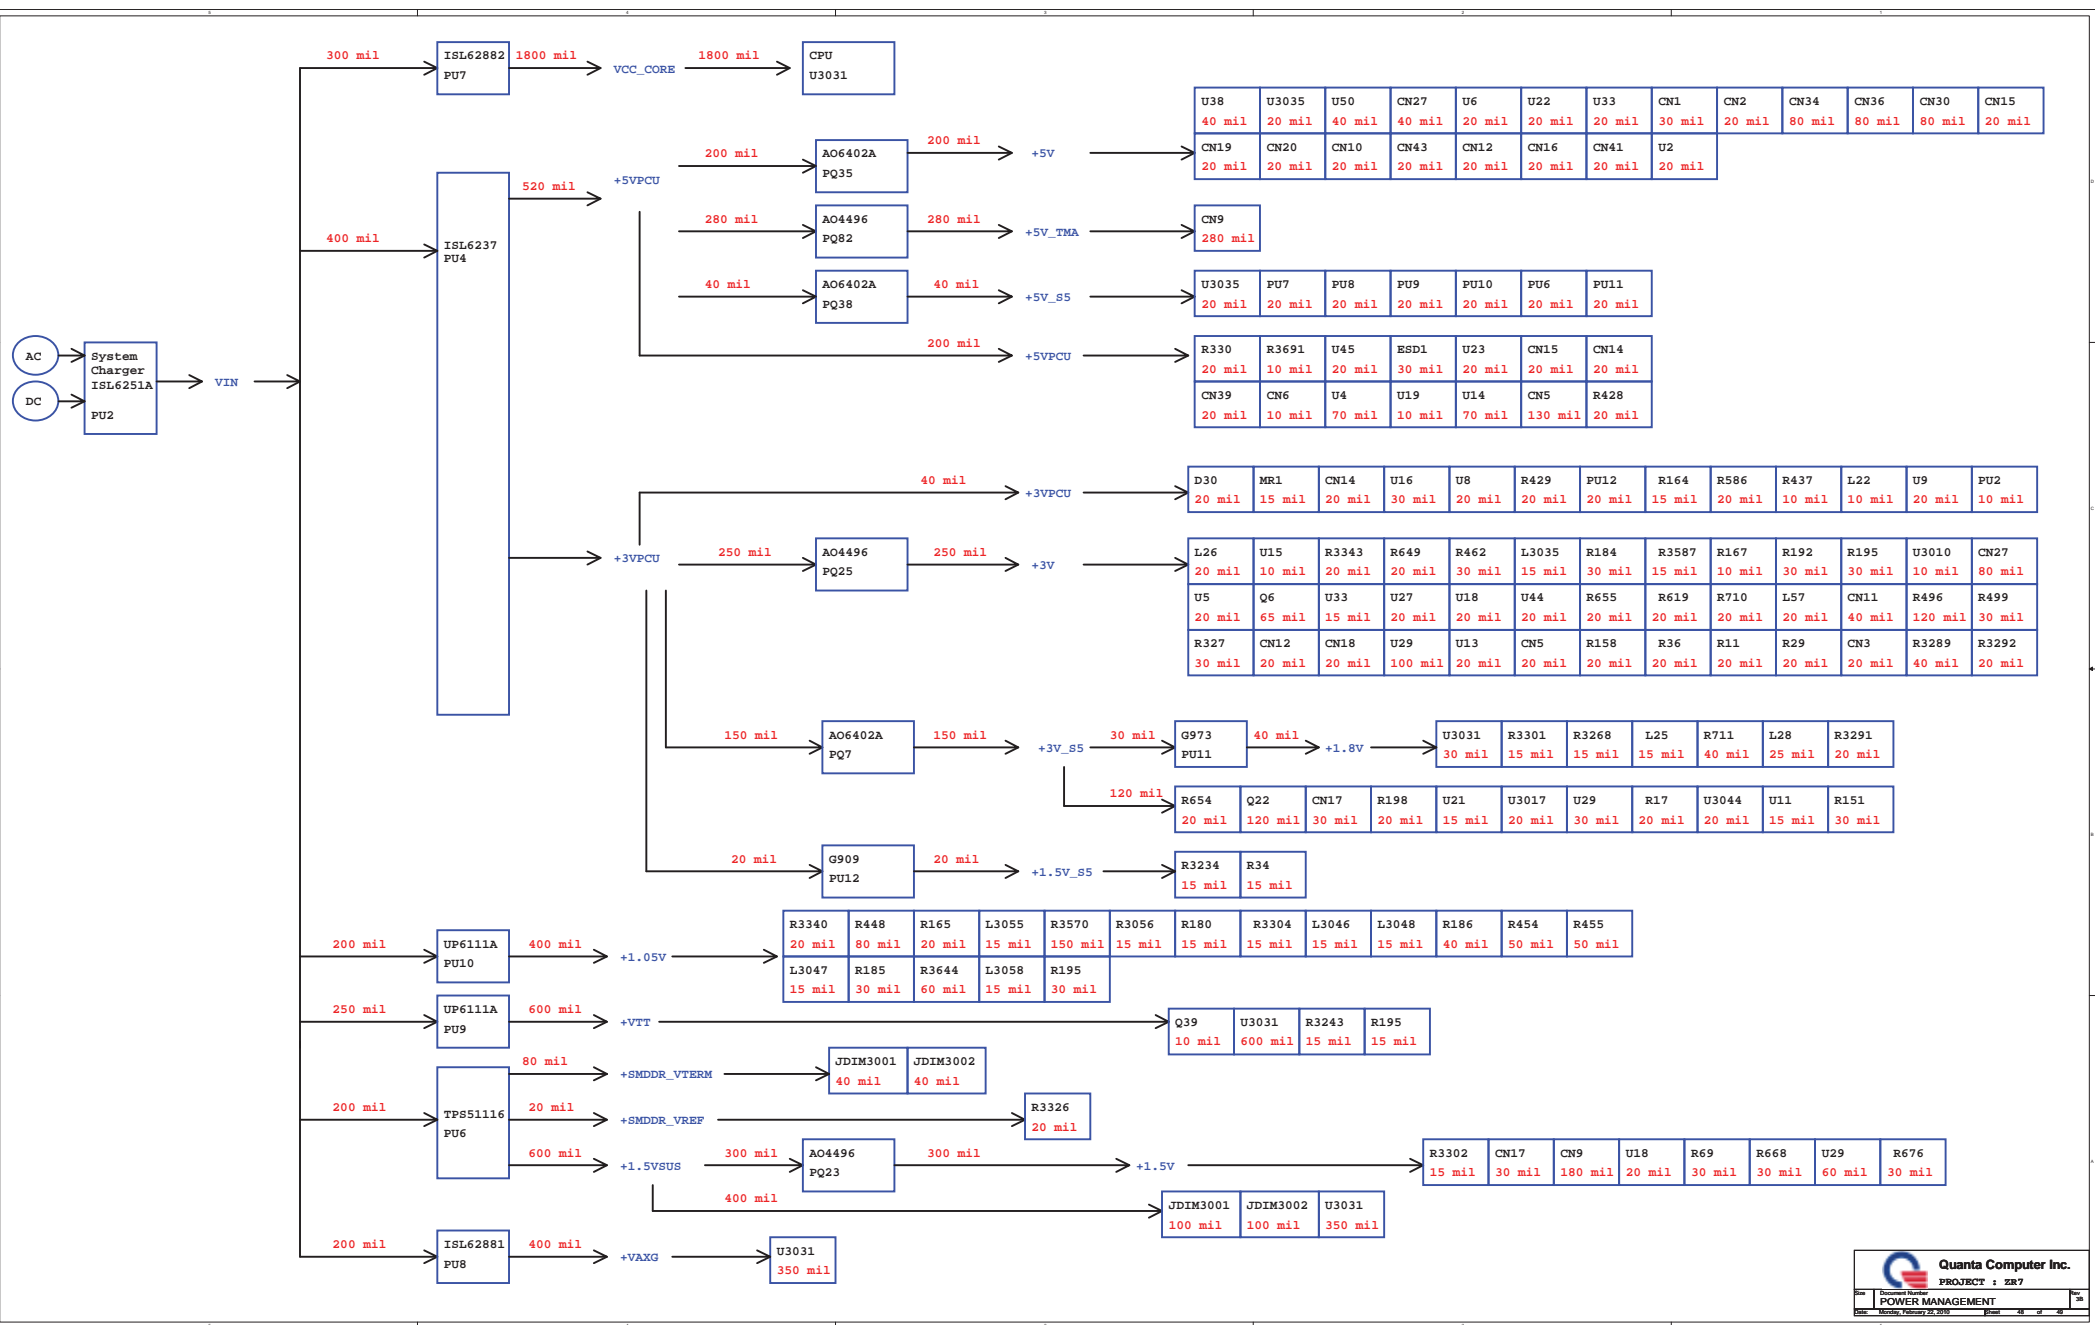 300 mil
ISL62882
PU7
1800 mil
VCC_CORE
1800 mil
CPU
U3031
U38 U3035 U50 CN27 U6 U22 U33 CN1 CN2 CN34 CN36 CN30 CN15
40 mil 20 mil 40 mil 40 mil 20 mil 20 mil 20 mil 30 mil 20 mil 80 mil 80 mil 80 mil 20 mil
CN19 CN20 CN10 CN43 CN12 CN16 CN41 U2
20 mil 20 mil 20 mil 20 mil 20 mil 20 mil 20 mil 20 mil
200 mil
AO6402A
PQ35
200 mil
+5V
520 mil
+5VPCU
400 mil
ISL6237
PU4
280 mil
AO4496
PQ82
280 mil
+5V_TMA
CN9
280 mil
40 mil
AO6402A
PQ38
40 mil
+5V_S5
U3035 PU7 PU8 PU9 PU10 PU6 PU11
20 mil 20 mil 20 mil 20 mil 20 mil 20 mil 20 mil
200 mil
+5VPCU
R330 R3691 U45 ESD1 U23 CN15 CN14
20 mil 10 mil 20 mil 30 mil 20 mil 20 mil 20 mil
CN39 CN6 U4 U19 U14 CN5 R428
20 mil 10 mil 70 mil 10 mil 70 mil 130 mil 20 mil
AC
DC
System
Charger
ISL6251A
PU2
VIN
40 mil
+3VPCU
D30 MR1 CN14 U16 U8 R429 PU12 R164 R586 R437 L22 U9 PU2
20 mil 15 mil 20 mil 30 mil 20 mil 20 mil 20 mil 15 mil 20 mil 10 mil 10 mil 20 mil 10 mil
+3VPCU
250 mil
AO4496
PQ25
250 mil
+3V
L26 U15 R3343 R649 R462 L3035 R184 R3587 R167 R192 R195 U3010 CN27
20 mil 10 mil 20 mil 20 mil 30 mil 15 mil 30 mil 15 mil 10 mil 30 mil 30 mil 10 mil 80 mil
U5 Q6 U33 U27 U18 U44 R655 R619 R710 L57 CN11 R496 R499
20 mil 65 mil 15 mil 20 mil 20 mil 20 mil 20 mil 20 mil 20 mil 20 mil 40 mil 120 mil 30 mil
R327 CN12 CN18 U29 U13 CN5 R158 R36 R11 R29 CN3 R3289 R3292
30 mil 20 mil 20 mil 100 mil 20 mil 20 mil 20 mil 20 mil 20 mil 20 mil 20 mil 40 mil 20 mil
150 mil
AO6402A
PQ7
150 mil
+3V_S5
30 mil
G973
PU11
40 mil
+1.8V
U3031 R3301 R3268 L25 R711 L28 R3291
30 mil 15 mil 15 mil 15 mil 40 mil 25 mil 20 mil
120 mil
R654 Q22 CN17 R198 U21 U3017 U29 R17 U3044 U11 R151
20 mil 120 mil 30 mil 20 mil 15 mil 20 mil 30 mil 20 mil 20 mil 15 mil 30 mil
20 mil
G909
PU12
20 mil
+1.5V_S5
R3234 R34
15 mil 15 mil
200 mil
UP6111A
PU10
400 mil
+1.05V
R3340 R448 R165 L3055 R3570 R3056 R180 R3304 L3046 L3048 R186 R454 R455
20 mil 80 mil 20 mil 15 mil 150 mil 15 mil 15 mil 15 mil 15 mil 15 mil 40 mil 50 mil 50 mil
L3047 R185 R3644 L3058 R195
15 mil 30 mil 60 mil 15 mil 30 mil
250 mil
UP6111A
PU9
600 mil
+VTT
Q39 U3031 R3243 R195
10 mil 600 mil 15 mil 15 mil
200 mil
TPS51116
PU6
80 mil
+SMDDR_VTERM
JDIM3001 JDIM3002
40 mil 40 mil
20 mil
+SMDDR_VREF
R3326
20 mil
600 mil
+1.5VSUS
300 mil
AO4496
PQ23
300 mil
+1.5V
R3302 CN17 CN9 U18 R69 R668 U29 R676
15 mil 30 mil 180 mil 20 mil 30 mil 30 mil 60 mil 30 mil
400 mil
JDIM3001 JDIM3002 U3031
100 mil 100 mil 350 mil
200 mil
ISL62881
PU8
400 mil
+VAXG
U3031
350 mil
Quanta Computer Inc.
PROJECT : ZR7
Size Document Number Rev
POWER MANAGEMENT 3B
Date: Monday, February 22, 2010 Sheet 48 of 49